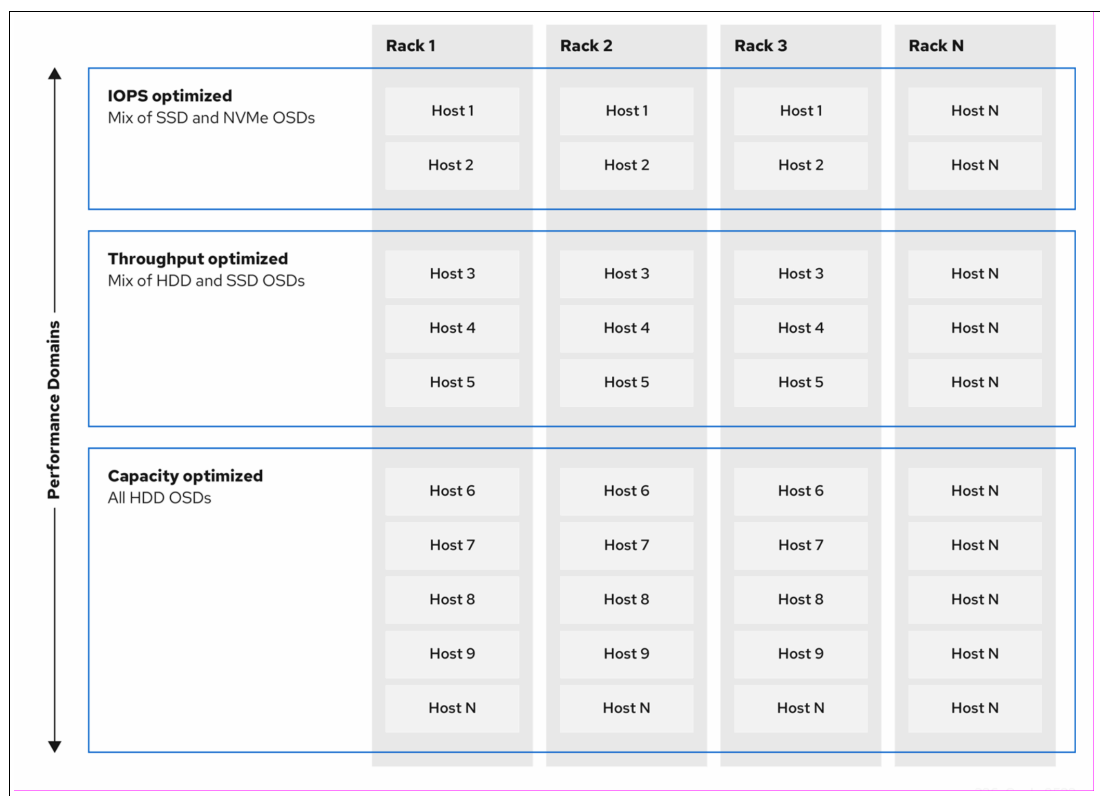 Rack 1 Rack 2 Rack 3 Rack N
IOPS optimized
Mix of SSD and NVMe OSDs
Host 1 Host 1 Host 1 Host N
Host 2 Host 2 Host 2 Host N
Throughput optimized
Mix of HDD and SSD OSDs
Host 3 Host 3 Host 3 Host N
Host 4 Host 4 Host 4 Host N
Host 5 Host 5 Host 5 Host N
Performance Domains
Capacity optimized
All HDD OSDs
Host 6 Host 6 Host 6 Host N
Host 7 Host 7 Host 7 Host N
Host 8 Host 8 Host 8 Host N
Host 9 Host 9 Host 9 Host N
Host N Host N Host N Host N